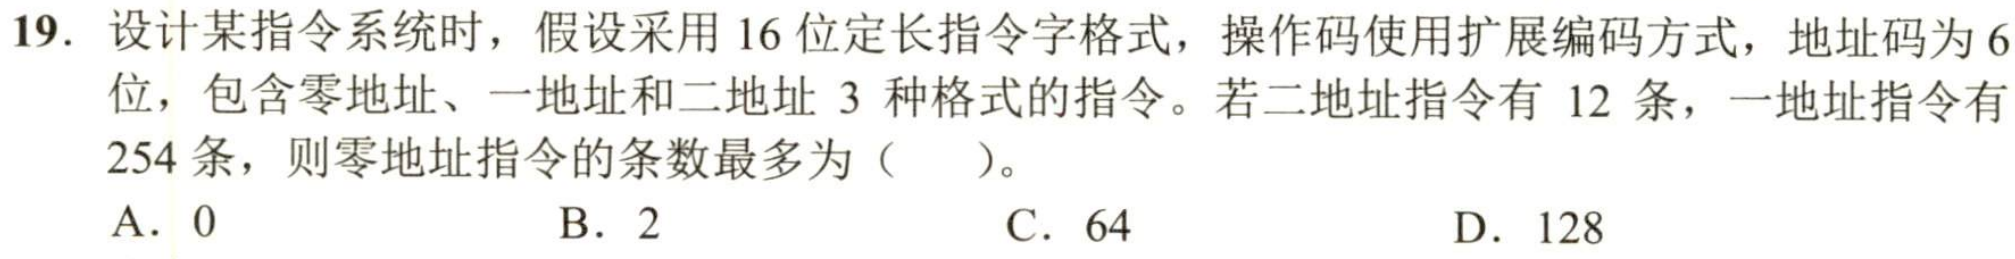 19. 设计某指令系统时，假设采用 16 位定长指令字格式，操作码使用扩展编码方式，地址码为 6
位，包含零地址、一地址和二地址 3 种格式的指令。若二地址指令有 12 条，一地址指令有
254 条，则零地址指令的条数最多为（ ）。
A. 0 B. 2 C. 64 D. 128